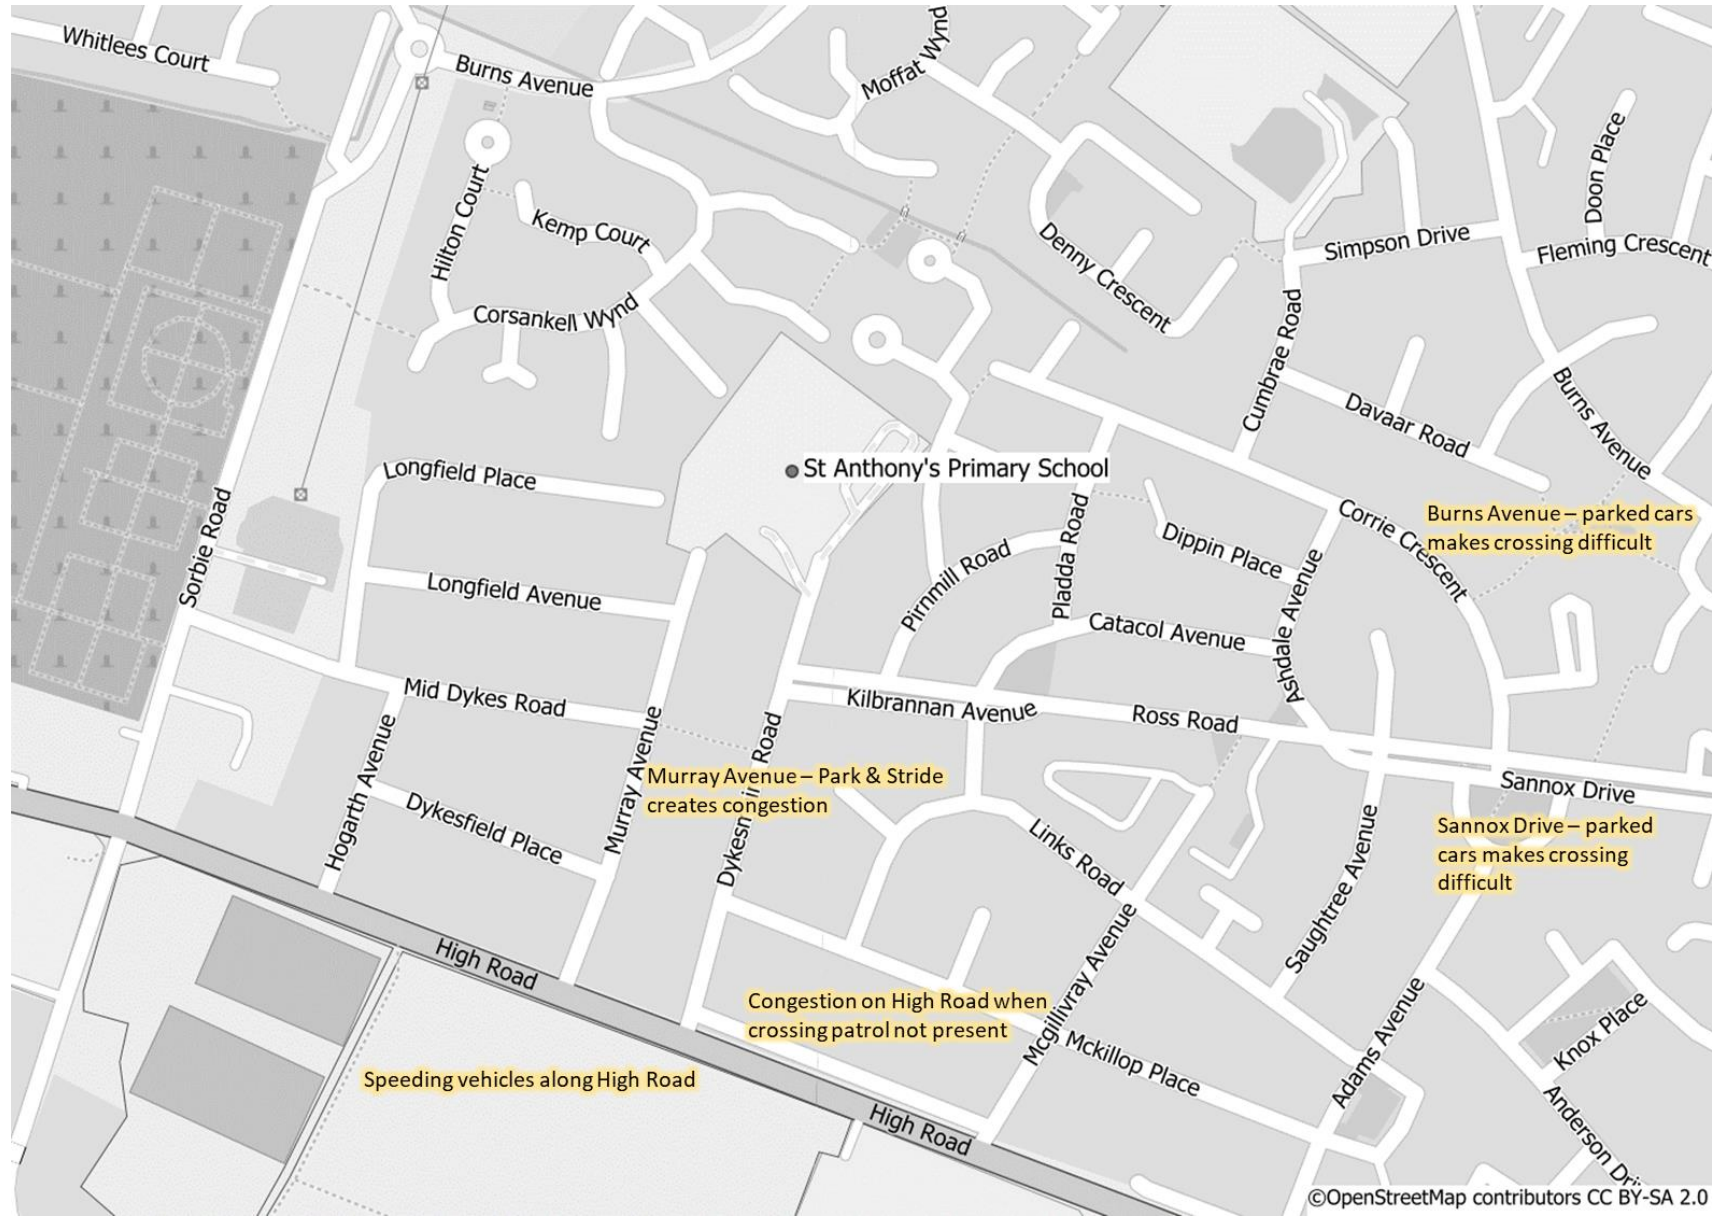 Whitlees Court
Burns Avenue
Moffat Wynd
Doon Place
Hilton Court
Kemp Court
Denny Crescent
Simpson Drive
Fleming Crescent
Corsankell Wynd
Cumbrae Road
Davaar Road
Burns Avenue
Longfield Place
St Anthony's Primary School
Sorbie Road
Pladda Road
Dippin Place
Corrie Crescent
Burns Avenue – parked cars
makes crossing difficult
Longfield Avenue
Pirnmill Road
Catacol Avenue
Ashdale Avenue
Mid Dykes Road
Kilbrannan Avenue
Ross Road
Hogarth Avenue
Murray Avenue
Murray Avenue – Park & Stride
creates congestion
Road
Sannox Drive
Sannox Drive – parked
cars makes crossing
difficult
Dykesfield Place
Murray Avenue
Links Road
Saughtree Avenue
High Road
Mcgillivray Avenue
Congestion on High Road when
crossing patrol not present
Mckillop Place
Adams Avenue
Knox Place
Speeding vehicles along High Road
High Road
Anderson
©OpenStreetMap contributors CC BY-SA 2.0